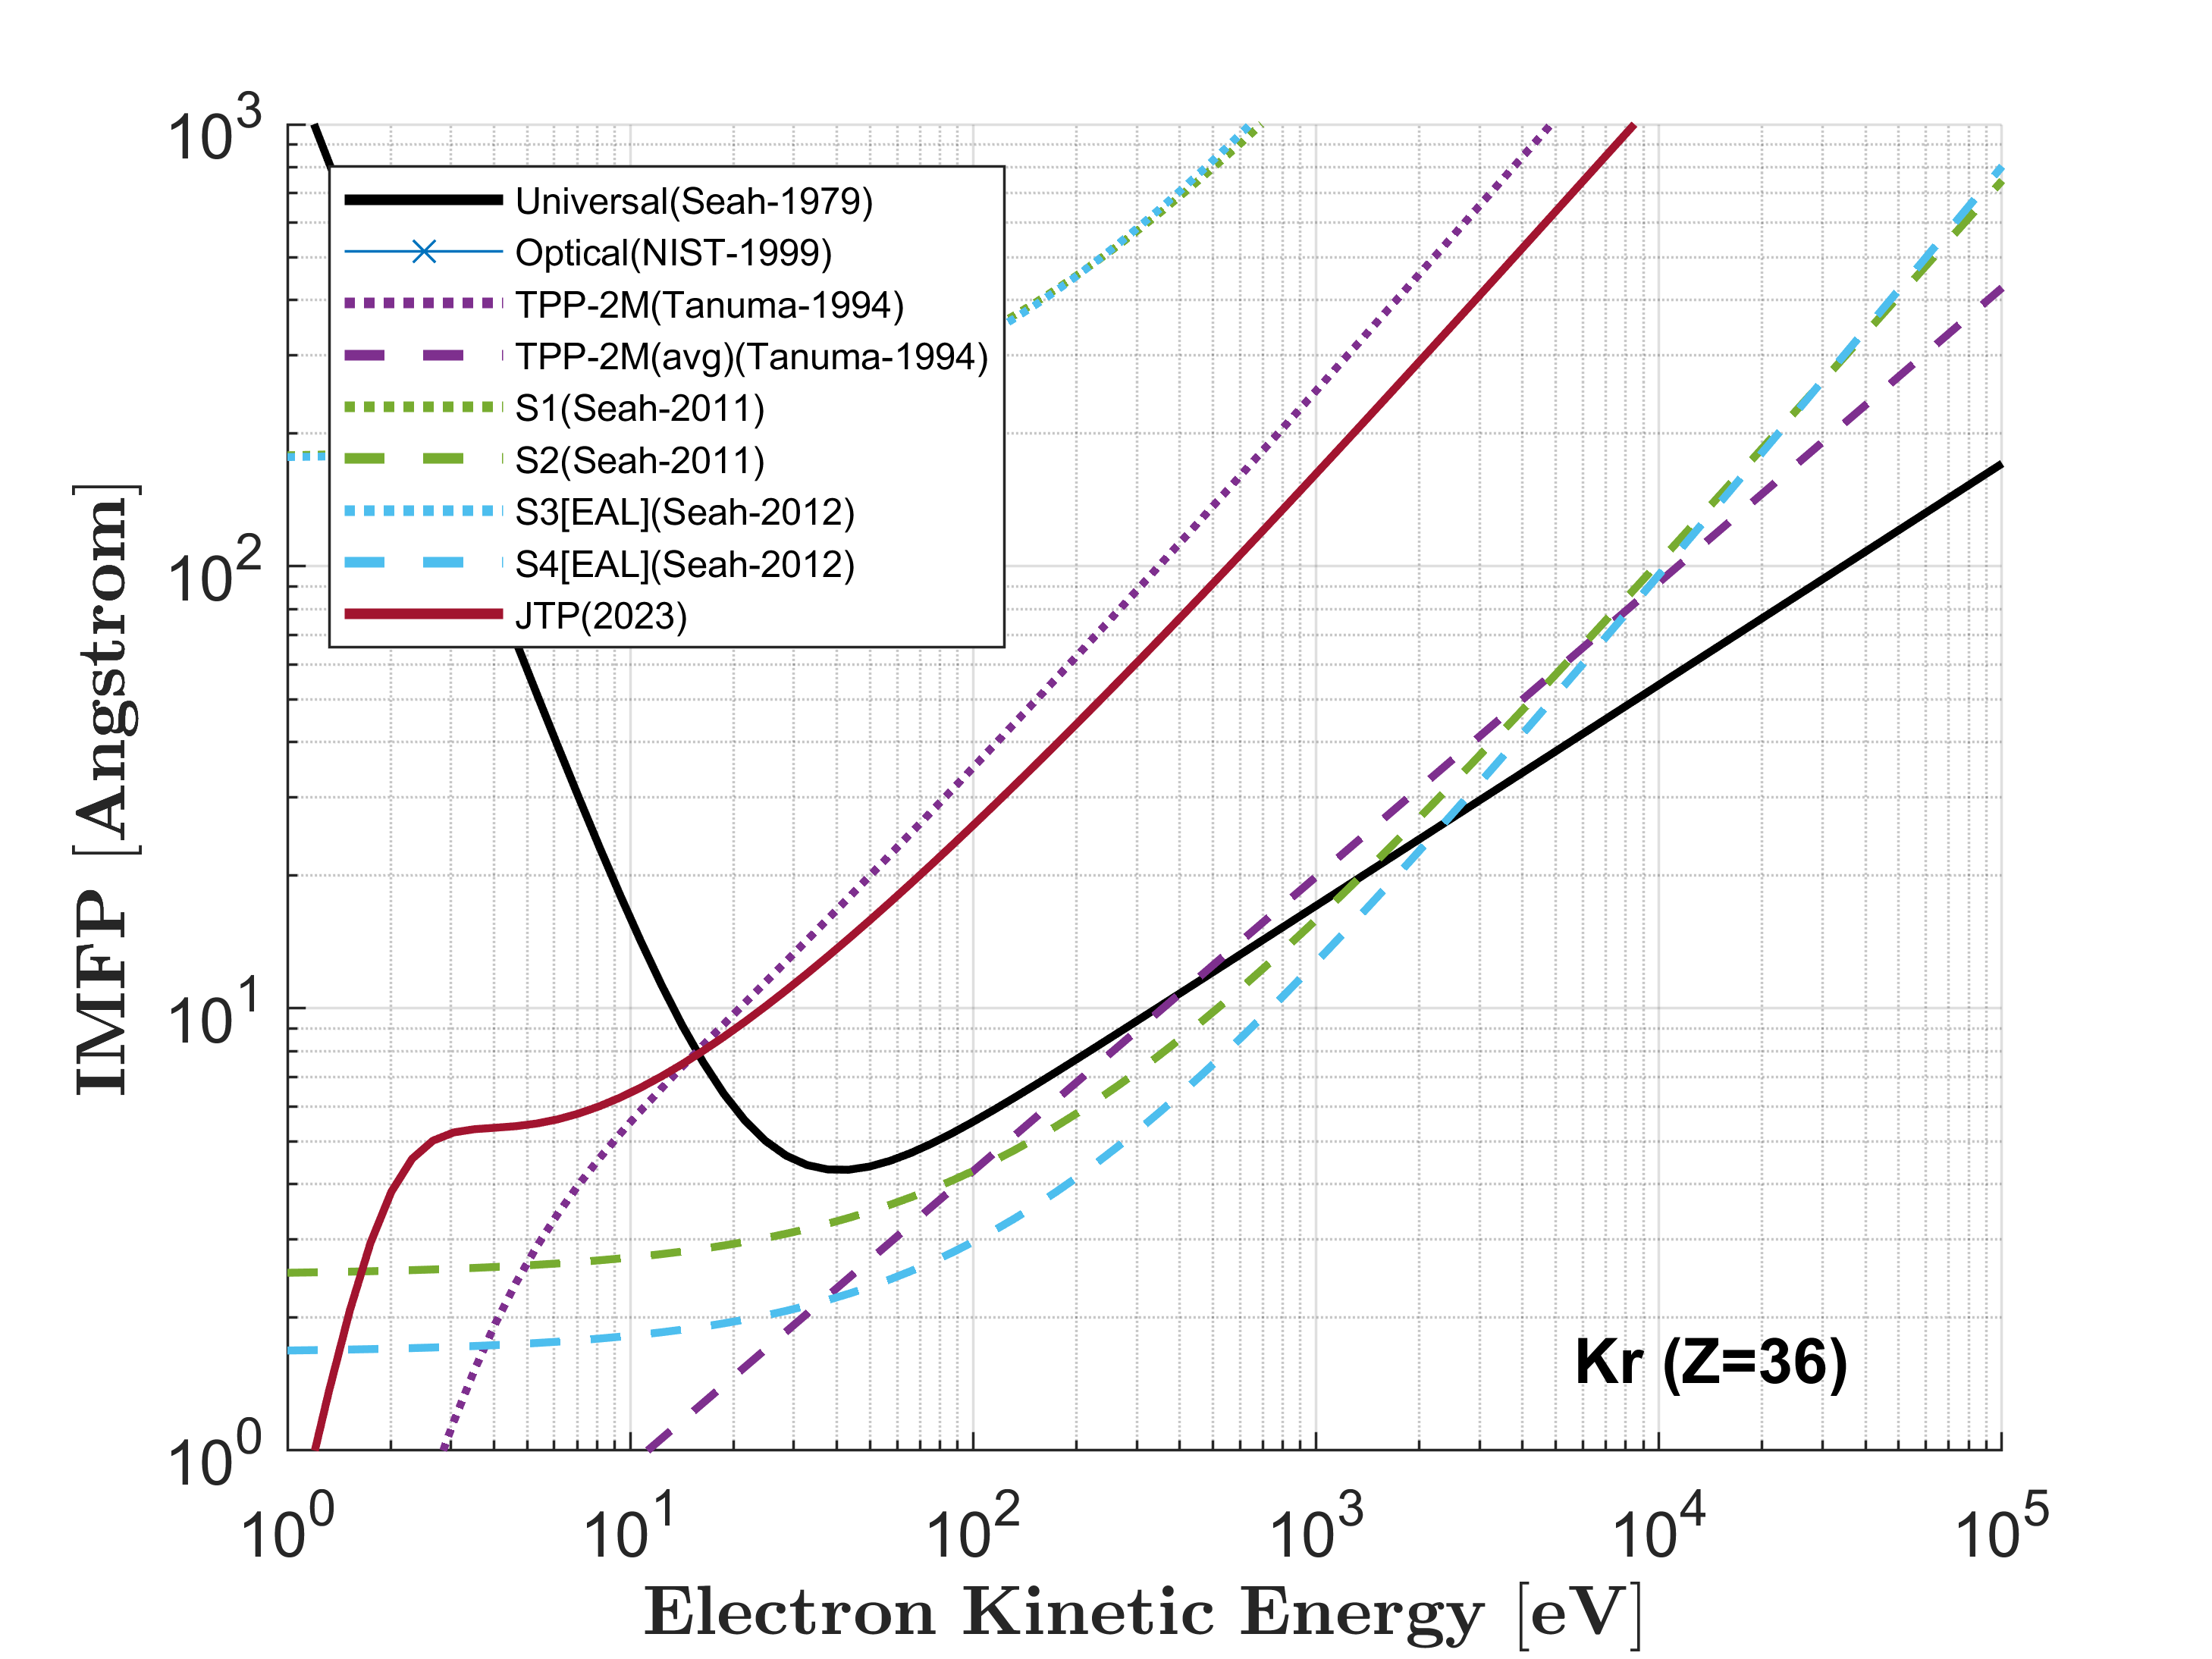 10^3
10^2
10^1
10^0
IMFP [Angstrom]
Universal(Seah-1979)
Optical(NIST-1999)
TPP-2M(Tanuma-1994)
TPP-2M(avg)(Tanuma-1994)
S1(Seah-2011)
S2(Seah-2011)
S3[EAL](Seah-2012)
S4[EAL](Seah-2012)
JTP(2023)
Kr (Z=36)
10^0 10^1 10^2 10^3 10^4 10^5
Electron Kinetic Energy [eV]